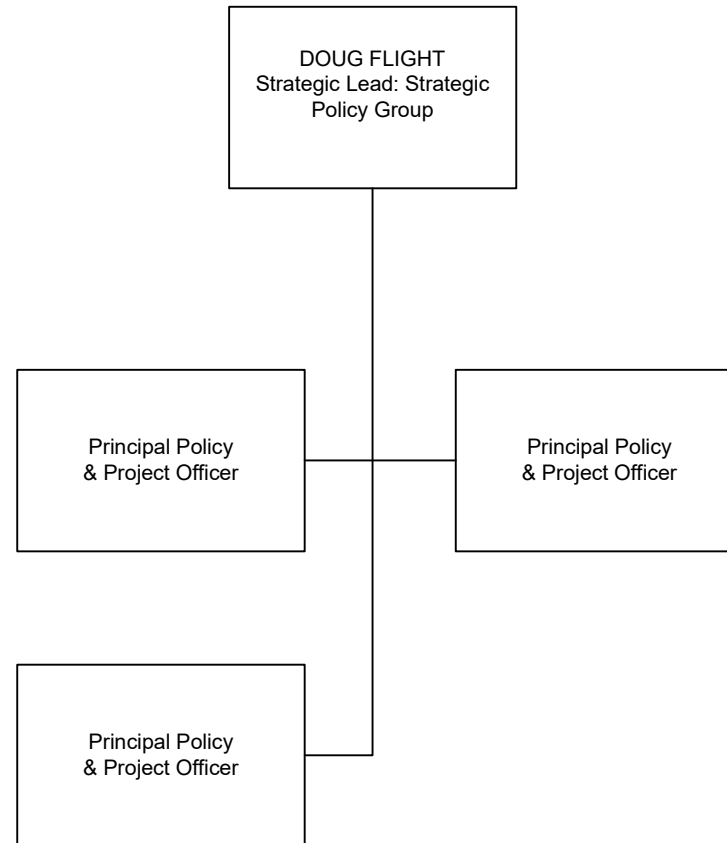 DOUG FLIGHT
Strategic Lead: Strategic
Policy Group
Principal Policy
& Project Officer
Principal Policy
& Project Officer
Principal Policy
& Project Officer